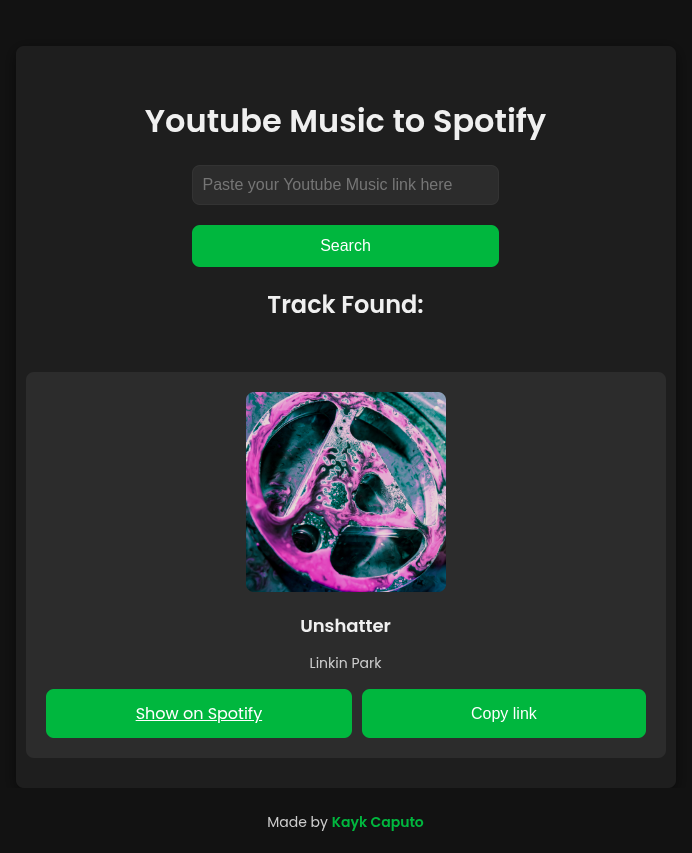 Youtube Music to Spotify
Paste your Youtube Music link here
Search
Track Found:
Unshatter
Linkin Park
Show on Spotify
Copy link
Made by Kayk Caputo